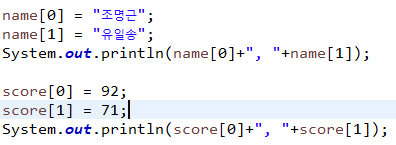 name[0] = "조명근";
name[1] = "유일송";
System.out.println(name[0]+", "+name[1]);
score[0] = 92;
score[1] = 71;
System.out.println(score[0]+", "+score[1]);